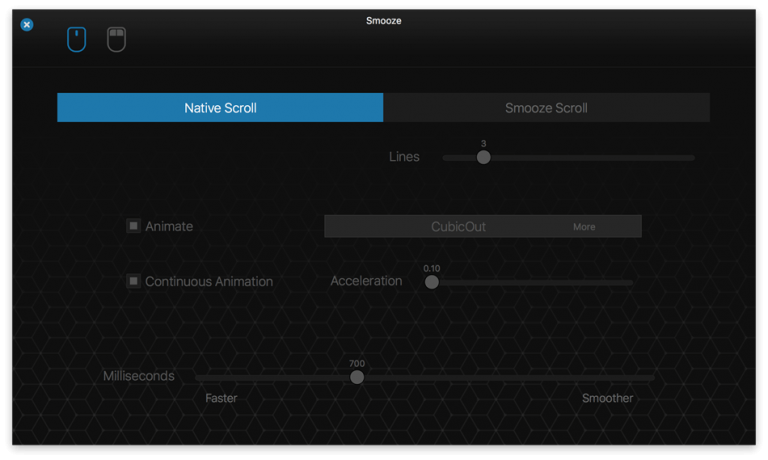 Smooze
Native Scroll
Smooze Scroll
3
Lines
Animate
CubicOut
More
0.10
Continuous Animation
Acceleration
700
Milliseconds
Faster
Smoother